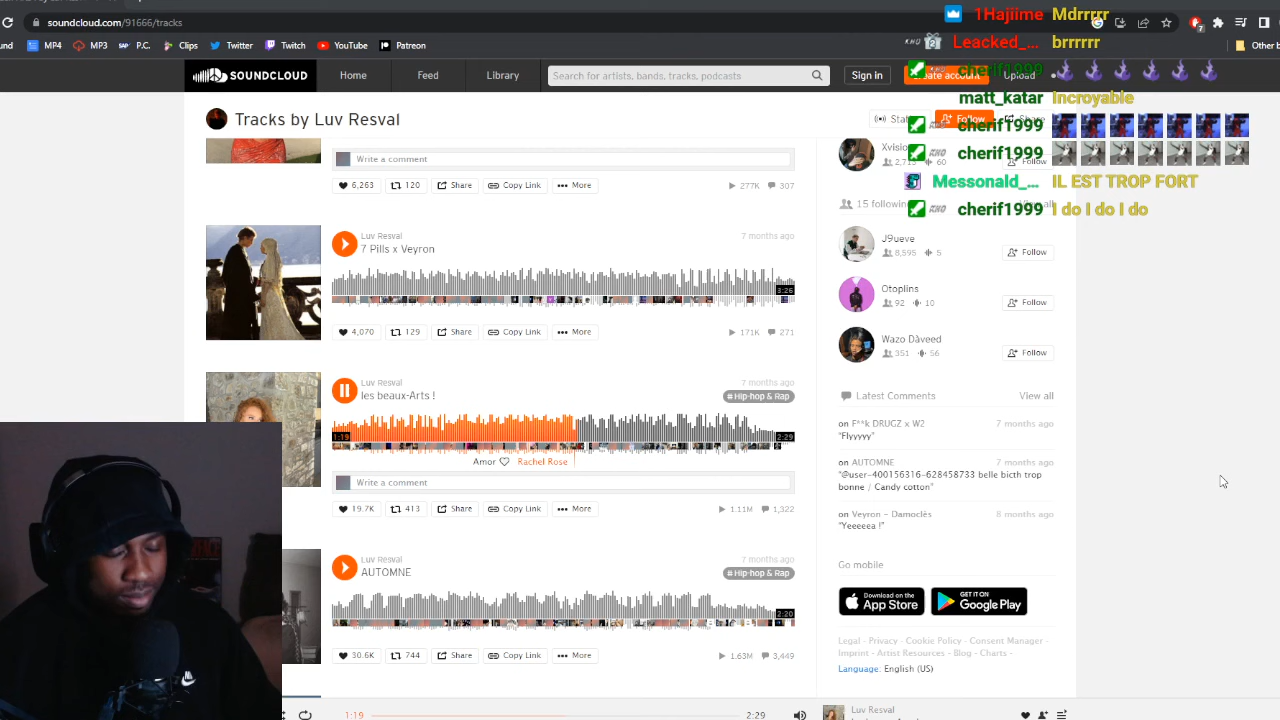 soundcloud.com/91666/tracks
und MP4 MP3 P.C. Clips Twitter Twitch YouTube Patreon Other b
SOUNDCLOUD Home Feed Library Search for artists, bands, tracks, podcasts Sign in Create account Upload
1Hajiime Mdrrrr
Leacked_... brrrrrr
cherif1999
matt_katar Incroyable
cherif1999
cherif1999
Messonald_... IL EST TROP FORT
cherif1999 I do I do I do
Tracks by Luv Resval
Follow Share
Write a comment
6,263 120 Share Copy Link More 277K 307
Luv Resval 7 months ago
7 Pills x Veyron
3:26
4,070 129 Share Copy Link More 171K 271
Luv Resval 7 months ago
les beaux-Arts ! # Hip-hop & Rap
1:19 2:29
Amor Rachel Rose
Write a comment
19.7K 413 Share Copy Link More 1.11M 1,322
Luv Resval 7 months ago
AUTOMNE # Hip-hop & Rap
2:20
30.6K 744 Share Copy Link More 1.63M 3,449
60 Follow
15 following
J9ueve
8,595 5 Follow
Otoplins
92 10 Follow
Wazo Dàveed
351 56 Follow
Latest Comments View all
on F**k DRUGZ x W2 7 months ago
"Flyyyyy"
on AUTOMNE 7 months ago
"@user-400156316-628458733 belle bicth trop
bonne / Candy cotton"
on Veyron - Damoclès 8 months ago
"Yeeeeea !"
Go mobile
Download on the App Store GET IT ON Google Play
Legal - Privacy - Cookie Policy - Consent Manager -
Imprint - Artist Resources - Blog - Charts -
Language: English (US)
1:19 2:29 Luv Resval